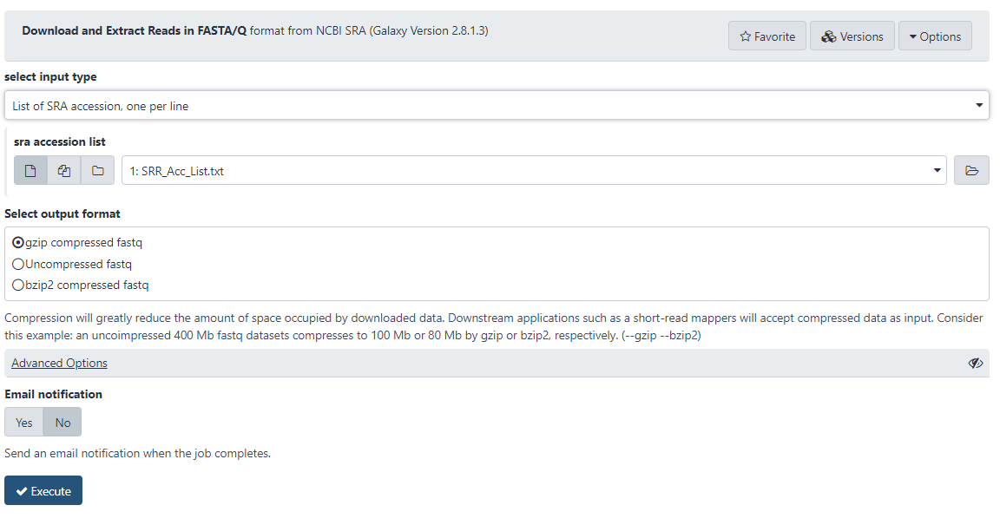 Download and Extract Reads in FASTA/Q format from NCBI SRA (Galaxy Version 2.8.1.3)
Favorite
Versions
Options
select input type
List of SRA accession, one per line
sra accession list
1: SRR_Acc_List.txt
Select output format
gzip compressed fastq
Uncompressed fastq
bzip2 compressed fastq
Compression will greatly reduce the amount of space occupied by downloaded data. Downstream applications such as a short-read mappers will accept compressed data as input. Consider
this example: an uncoimpressed 400 Mb fastq datasets compresses to 100 Mb or 80 Mb by gzip or bzip2, respectively. (--gzip --bzip2)
Advanced Options
Email notification
Yes No
Send an email notification when the job completes.
Execute